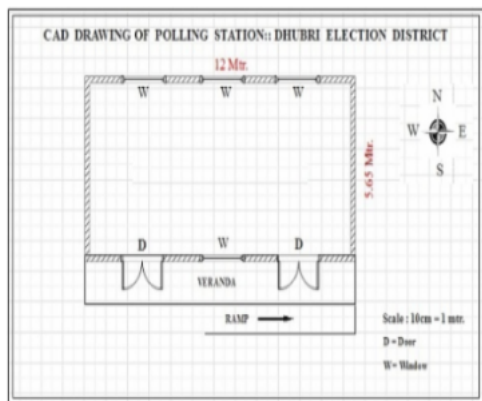 CAD DRAWING OF POLLING STATION:: DHUBRI ELECTION DISTRICT
12 Mtr.
W W W
N
W E
S
5.65 Mtr.
D W D
VERANDA
RAMP
Scale : 10cm = 1 mtr.
D = Door
W= Window